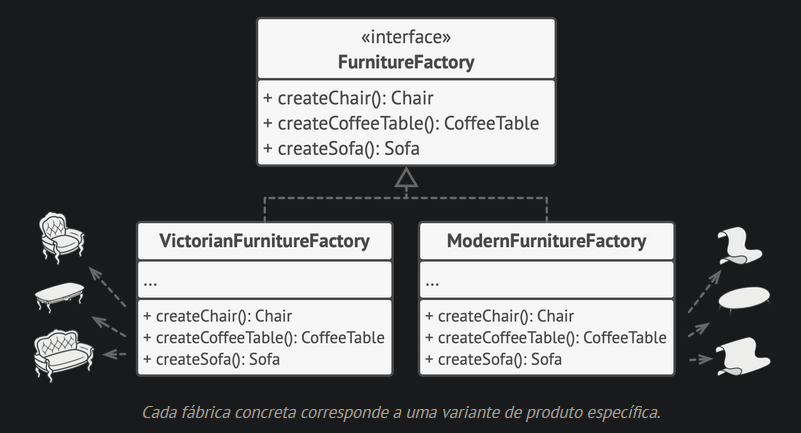 «interface»
FurnitureFactory
+ createChair(): Chair
+ createCoffeeTable(): CoffeeTable
+ createSofa(): Sofa
VictorianFurnitureFactory
...
+ createChair(): Chair
+ createCoffeeTable(): CoffeeTable
+ createSofa(): Sofa
ModernFurnitureFactory
...
+ createChair(): Chair
+ createCoffeeTable(): CoffeeTable
+ createSofa(): Sofa
Cada fábrica concreta corresponde a uma variante de produto específica.